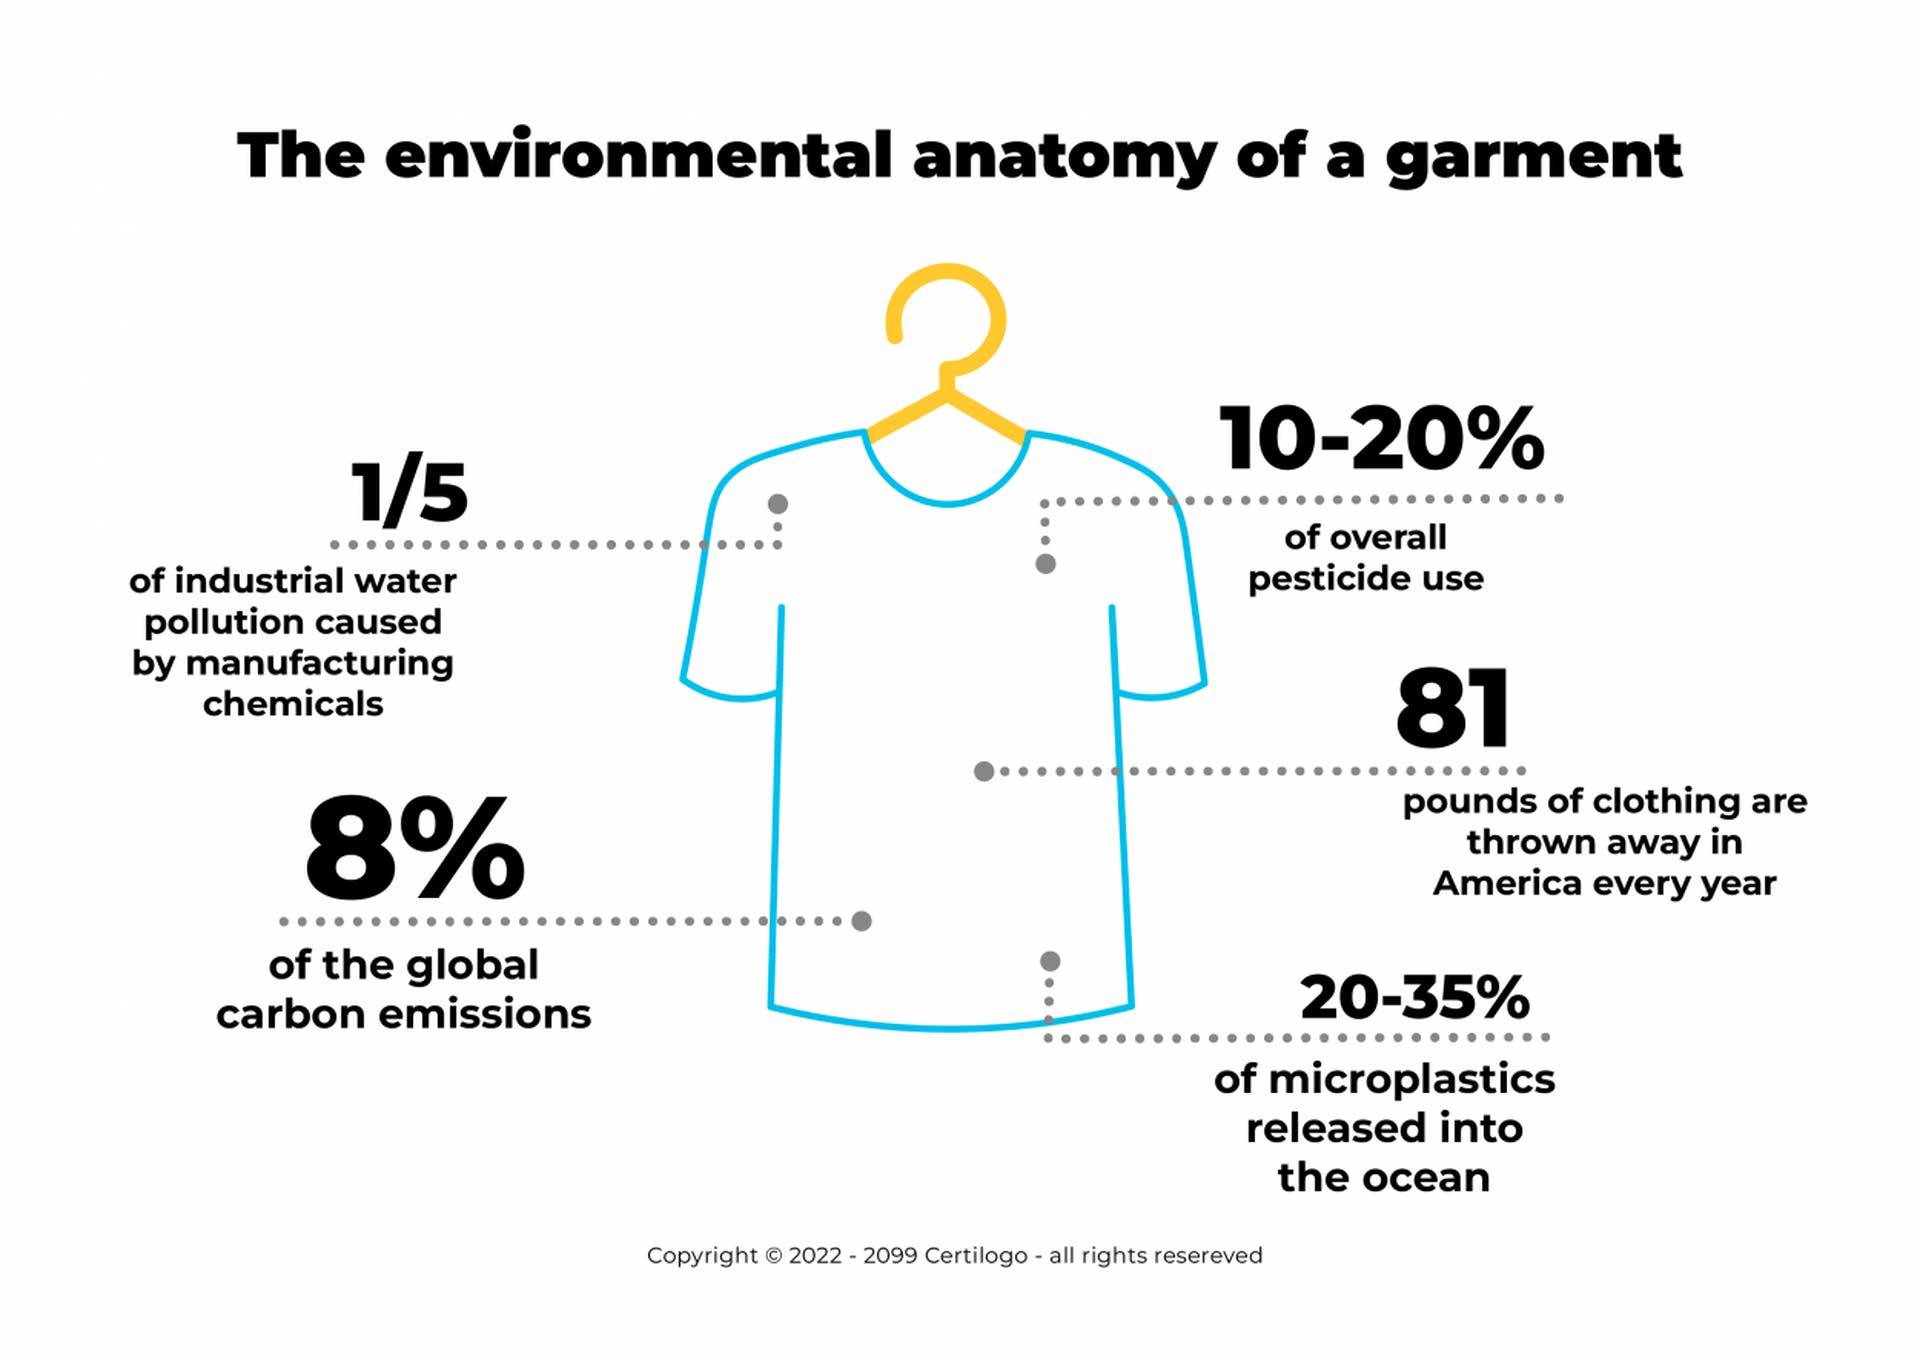 The environmental anatomy of a garment
1/5
of industrial water
pollution caused
by manufacturing
chemicals
8%
of the global
carbon emissions
10-20%
of overall
pesticide use
81
pounds of clothing are
thrown away in
America every year
20-35%
of microplastics
released into
the ocean
Copyright © 2022 - 2099 Certilogo - all rights resereved